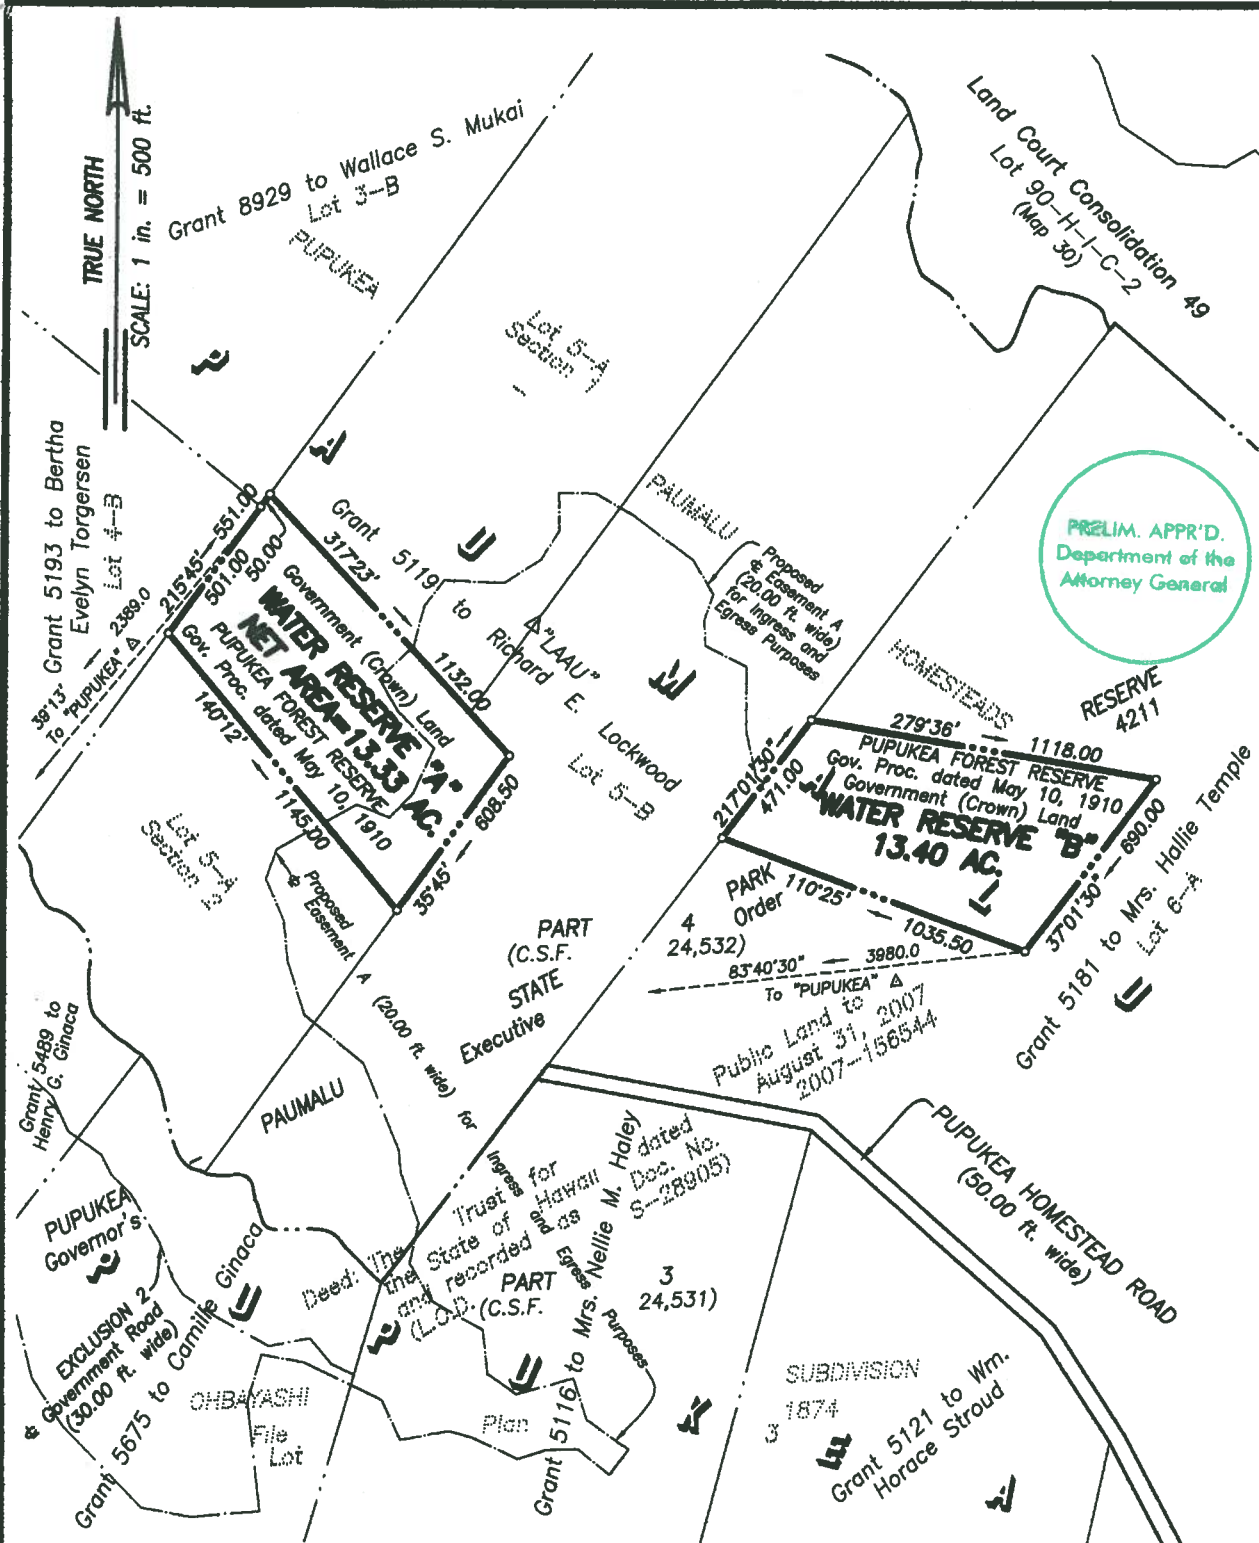 TRUE NORTH
SCALE: 1 in. = 500 ft.
Grant 8929 to Wallace S. Mukai
Lot 3-B
PUPUKEA
Land Court Consolidation 49
Lot 90-H-1-C-2
(Map 30)
Lot 5-A
Section 1
PRELIM. APPR'D.
Department of the
Attorney General
Grant 5193 to Bertha
Evelyn Torgersen
Lot 4-B
2389.0
39°13'
To "PUPUKEA" △
215°45'
551.00
501.00
50.00
317°23'
1132.00
Government (Crown) Land
WATER RESERVE "A"
NET AREA=13.33 AC.
PUPUKEA FOREST RESERVE
Gov. Proc. dated May 10, 1910
140°12'
1145.00
35°45'
608.50
Grant 5119 to Richard E. Lockwood
Lot 5-B
△"LAAU"
PAUMALU
Proposed
℄ Easement A
(20.00 ft. wide)
for Ingress and
Egress Purposes
HOMESTEADS
RESERVE
4211
279°36'
1118.00
217°01'30"
471.00
PUPUKEA FOREST RESERVE
Gov. Proc. dated May 10, 1910
Government (Crown) Land
WATER RESERVE "B"
13.40 AC.
690.00
37°01'30"
110°25'
1035.50
Grant 5181 to Mrs. Hallie Temple
Lot 6-A
Lot 5-A
Section
℄ Proposed
Easement A (20.00 ft. wide) for Ingress and Egress Purposes
PARK
Order
PART 4
(C.S.F. 24,532)
STATE
Executive
83°40'30"
3980.0
To "PUPUKEA" △
Public Land to
August 31, 2007
2007-156544
Grant 5489 to
Henry G. Ginaca
PAUMALU
PUPUKEA
Governor's
EXCLUSION 2
℄ Government Road
(30.00 ft. wide)
Grant 5675 to Camille Ginaca
Deed: The Trust for dated
the State of Hawaii Doc. No.
and recorded as S-28905)
(L.O.D.
PART 3
(C.S.F. 24,531)
Grant 5116 to Mrs. Nellie M. Haley
PUPUKEA HOMESTEAD ROAD
(50.00 ft. wide)
OHBAYASHI
File
Lot
Plan
SUBDIVISION
1874
3
Grant 5121 to Wm.
Horace Stroud